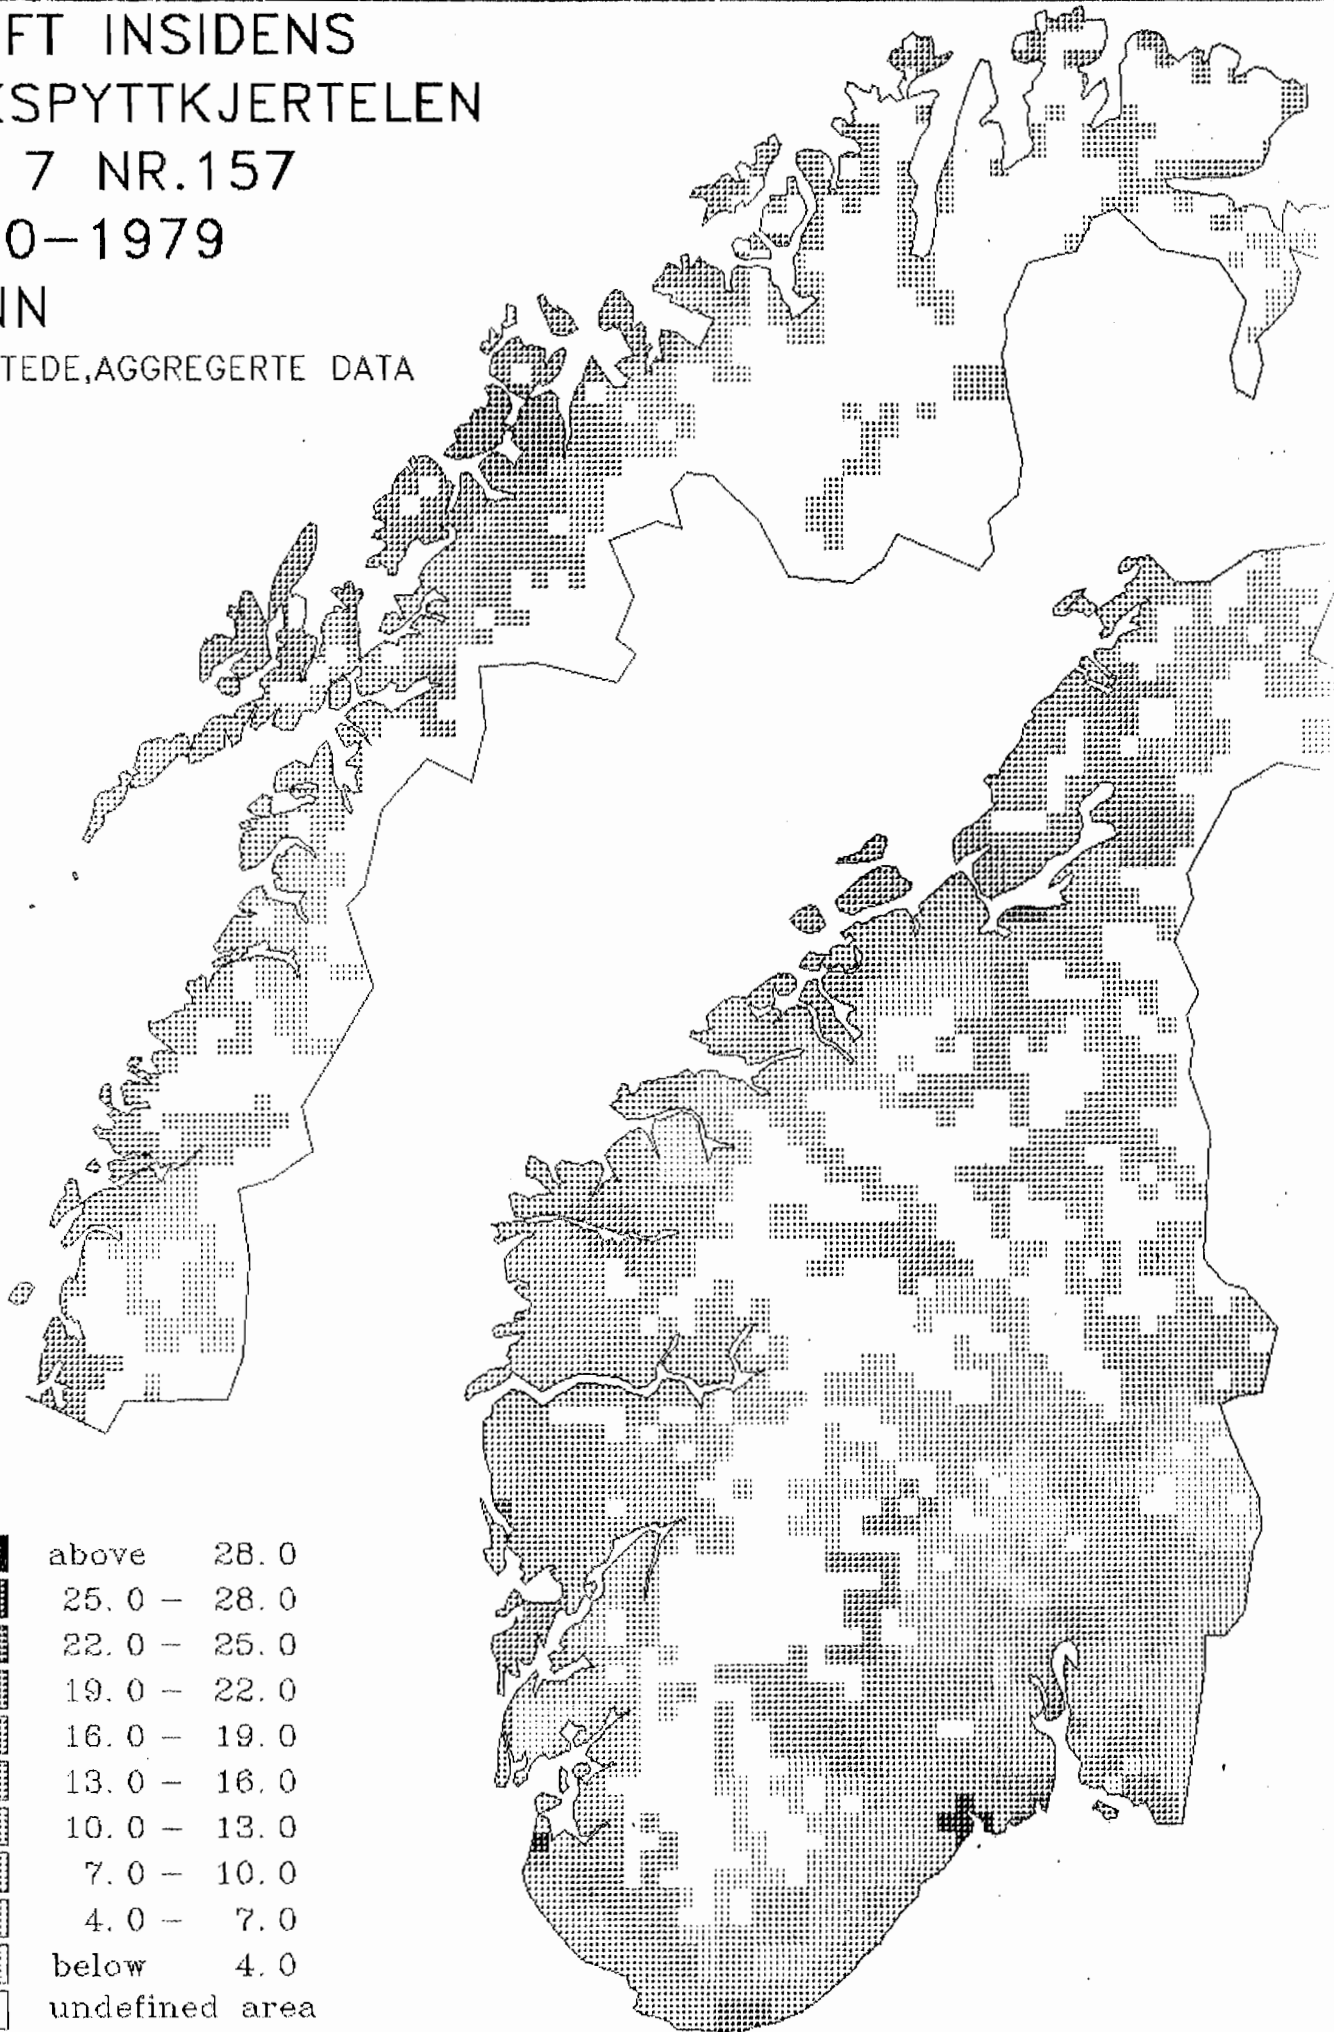 FT INSIDENS
KSPYTTKJERTELEN
7 NR.157
0-1979
NN
TEDE,AGGREGERTE DATA
above 28.0
25.0 - 28.0
22.0 - 25.0
19.0 - 22.0
16.0 - 19.0
13.0 - 16.0
10.0 - 13.0
7.0 - 10.0
4.0 - 7.0
below 4.0
undefined area